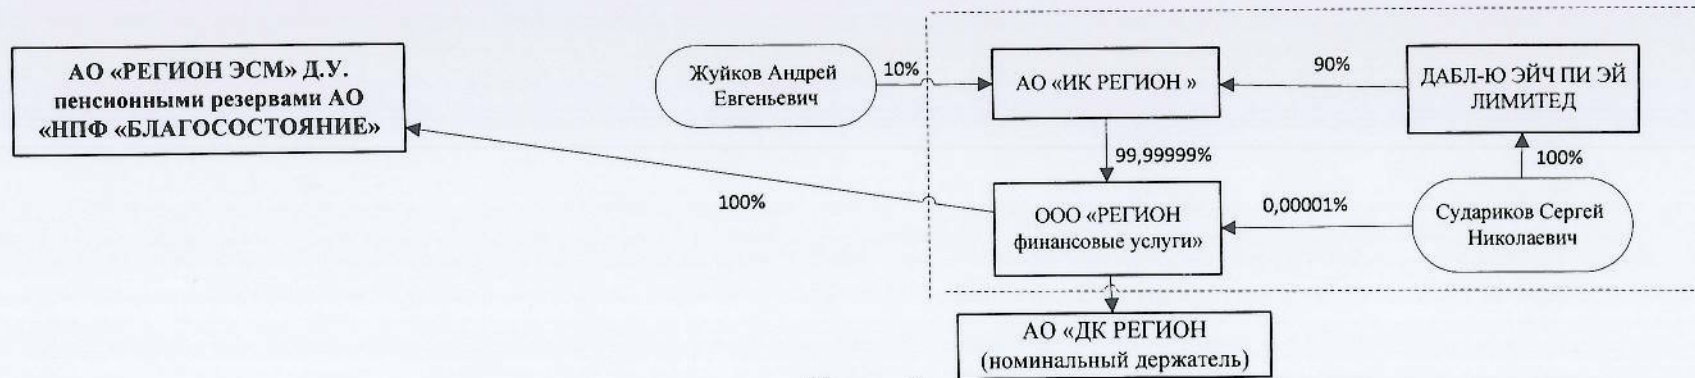 АО «РЕГИОН ЭСМ» Д.У.
пенсионными резервами АО
«НПФ «БЛАГОСОСТОЯНИЕ»
Жуйков Андрей
Евгеньевич
10%
АО «ИК РЕГИОН »
90%
ДАБЛ-Ю ЭЙЧ ПИ ЭЙ
ЛИМИТЕД
99,99999%
100%
100%
ООО «РЕГИОН
финансовые услуги»
0,00001%
Судариков Сергей
Николаевич
АО «ДК РЕГИОН
(номинальный держатель)